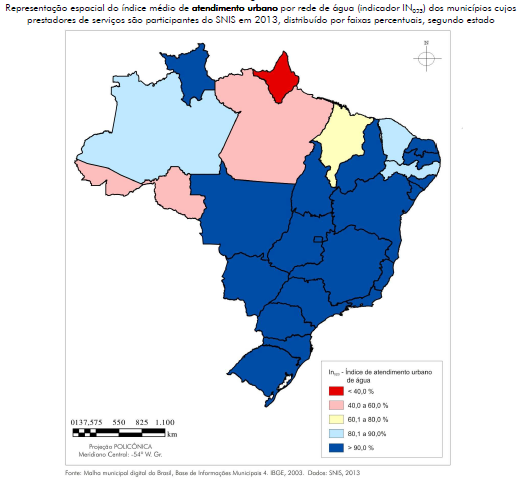 Representação espacial do índice médio de atendimento urbano por rede de água (indicador IN023) dos municípios cujos
prestadores de serviços são participantes do SNIS em 2013, distribuído por faixas percentuais, segundo estado
N
In023 - Índice de atendimento urbano
de água
< 40,0 %
40,0 a 60,0 %
60,1 a 80,0 %
80,1 a 90,0%
> 90,0 %
0137,575 550 825 1.100
km
Projeção POLICÔNICA
Meridiano Central: -54° W. Gr.
Fonte: Malha municipal digital do Brasil, Base de Informações Municipais 4. IBGE, 2003. Dados: SNIS, 2013